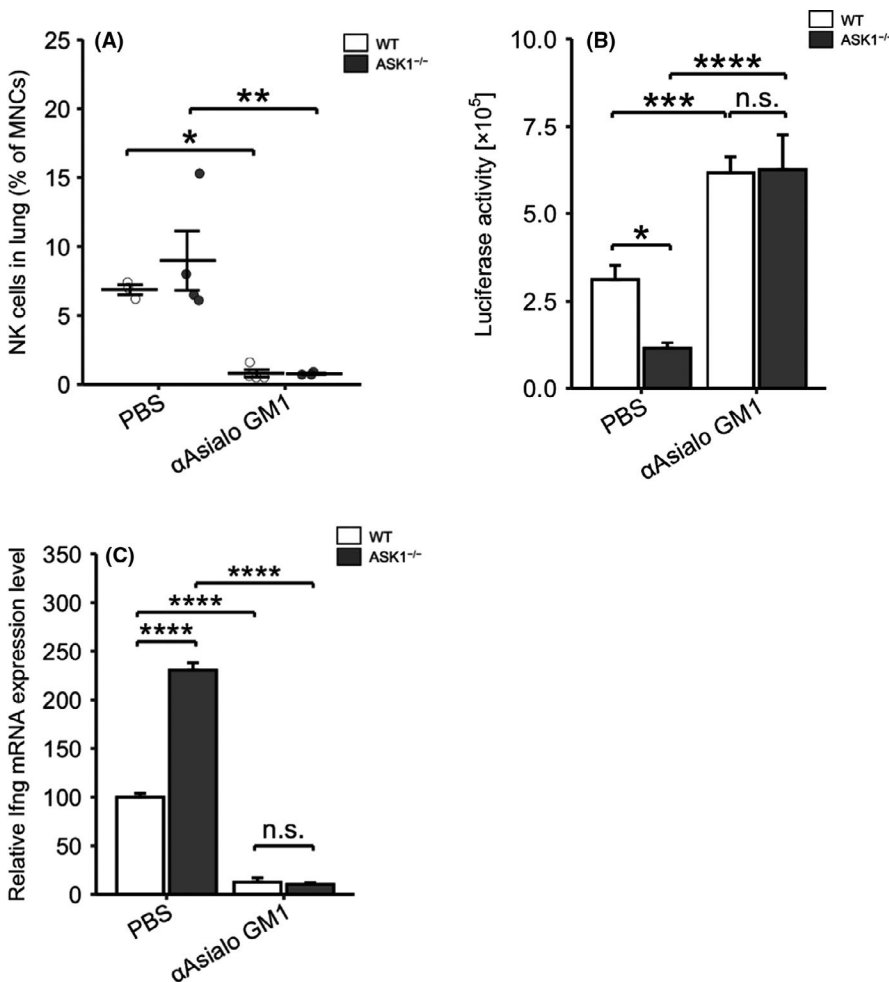 (A)
WT
ASK1⁻/⁻
NK cells in lung (% of MNCs)
25
20
15
10
5
0
**
*
PBS
αAsialo GM1
(B)
WT
ASK1⁻/⁻
Luciferase activity [×10⁵]
10.0
7.5
5.0
2.5
0.0
****
*** n.s.
*
PBS
αAsialo GM1
(C)
WT
ASK1⁻/⁻
Relative Ifng mRNA expression level
350
300
250
200
150
100
50
0
****
****
****
n.s.
PBS
αAsialo GM1